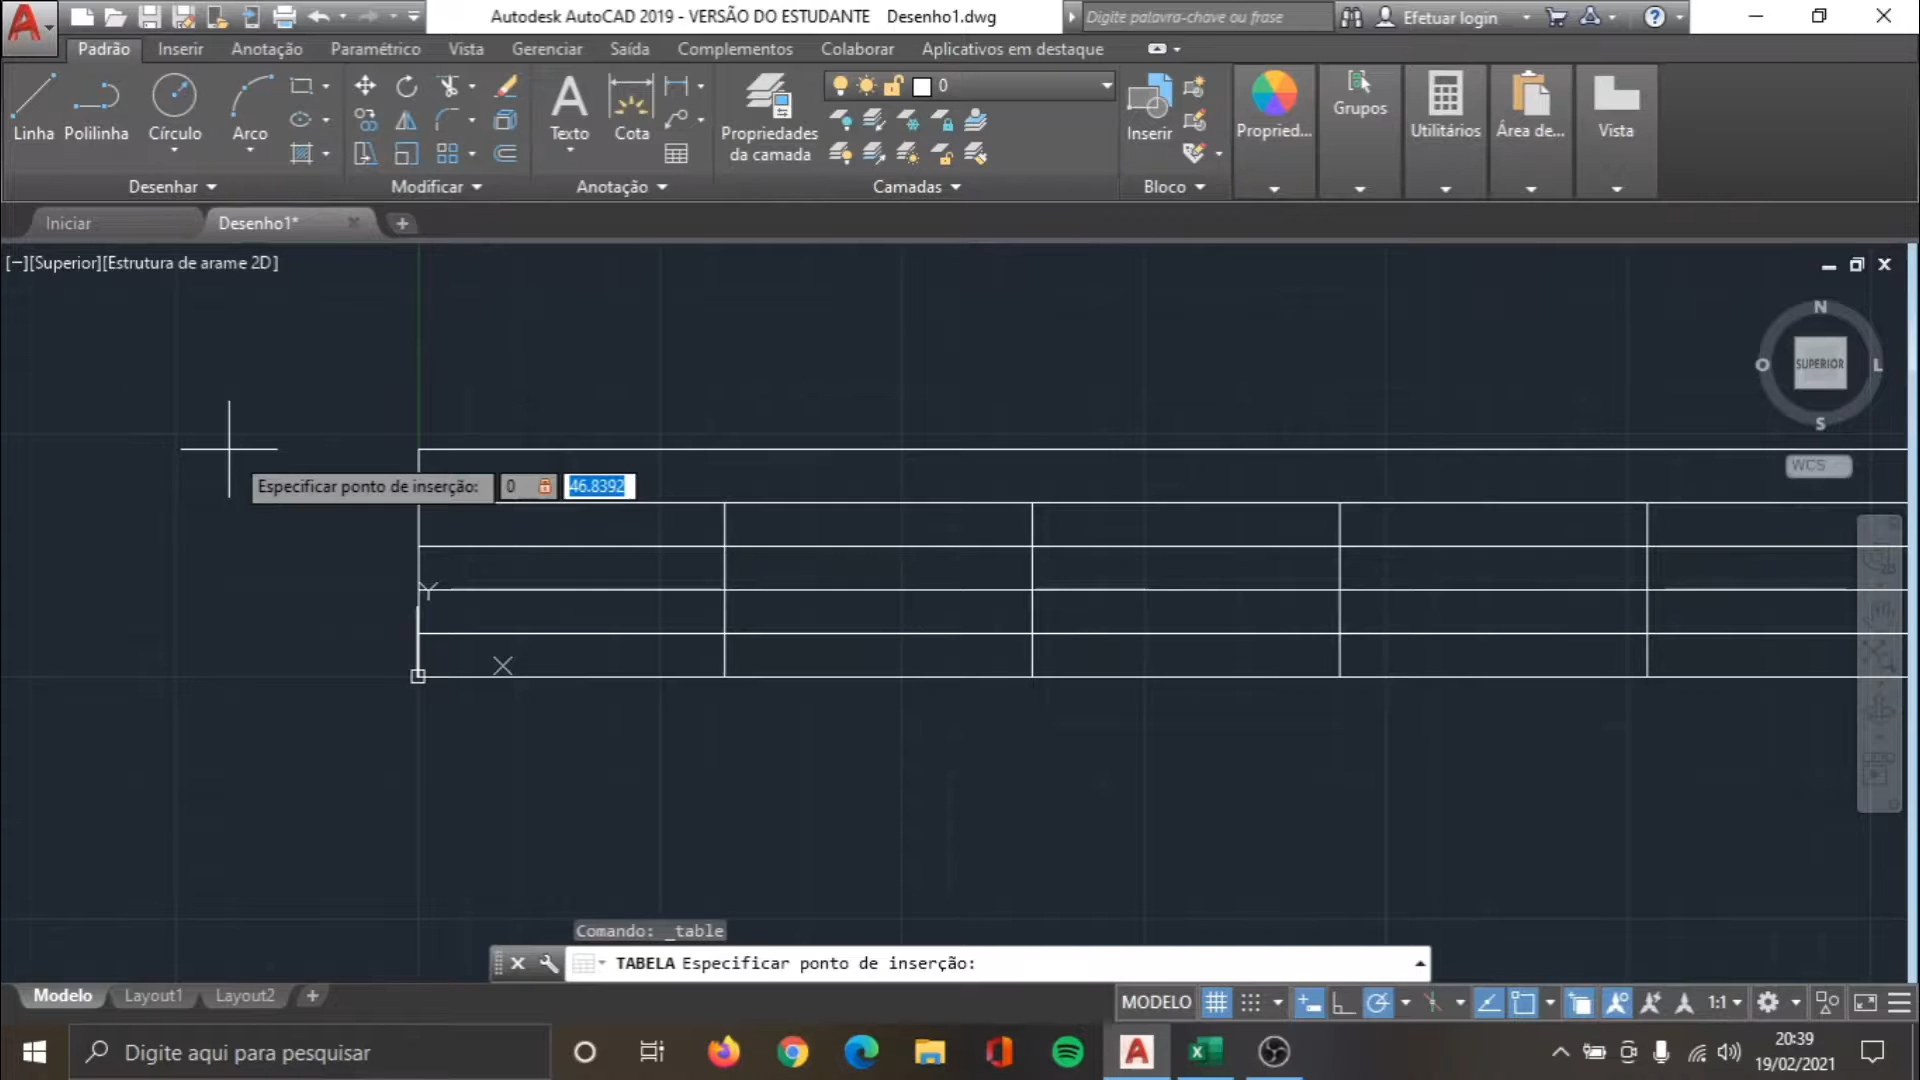 Autodesk AutoCAD 2019 - VERSÃO DO ESTUDANTE Desenho1.dwg
Digite palavra-chave ou frase
Efetuar login
Padrão Inserir Anotação Paramétrico Vista Gerenciar Saída Complementos Colaborar Aplicativos em destaque
0
Linha Polilinha Círculo Arco
Texto Cota
Propriedades
da camada
Inserir
Propried...
Grupos
Utilitários
Área de...
Vista
Desenhar Modificar Anotação Camadas Bloco
Iniciar Desenho1*
[−][Superior][Estrutura de arame 2D]
N
O SUPERIOR L
S
WCS
Especificar ponto de inserção: 0 46.8392
Y
X
Comando: _table
TABELA Especificar ponto de inserção:
Modelo Layout1 Layout2 +
MODELO 1:1
Digite aqui para pesquisar
20:39
19/02/2021